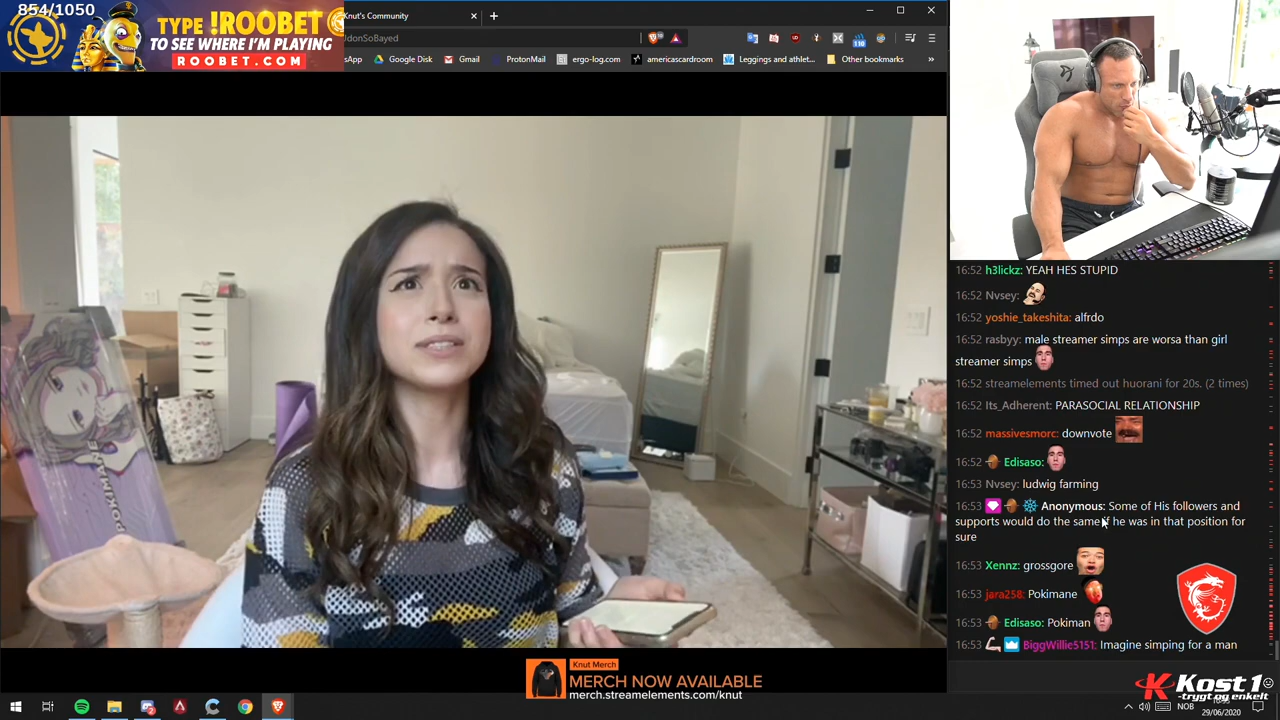 854/1050
TYPE !ROOBET
TO SEE WHERE I'M PLAYING
ROOBET.COM
Knut's Community
donSoBayed
110
sApp
Google Disk
Gmail
ProtonMail
ergo-log.com
americascardroom
Leggings and athlet...
Other bookmarks
16:52 h3lickz: YEAH HES STUPID
16:52 Nvsey:
16:52 yoshie_takeshita: alfrdo
16:52 rasbyy: male streamer simps are worsa than girl
streamer simps
16:52 streamelements timed out huorani for 20s. (2 times)
16:52 Its_Adherent: PARASOCIAL RELATIONSHIP
16:52 massivesmorc: downvote
16:52 Edisaso:
16:53 Nvsey: ludwig farming
16:53 Anonymous: Some of His followers and
supports would do the same if he was in that position for
sure
16:53 Xennz: grossgore
16:53 jara258: Pokimane
16:53 Edisaso: Pokiman
16:53 BiggWillie5151: Imagine simping for a man
POKIMANE
Knut Merch
MERCH NOW AVAILABLE
merch.streamelements.com/knut
Kost1
-trygt og enkelt
NOB
29/06/2020